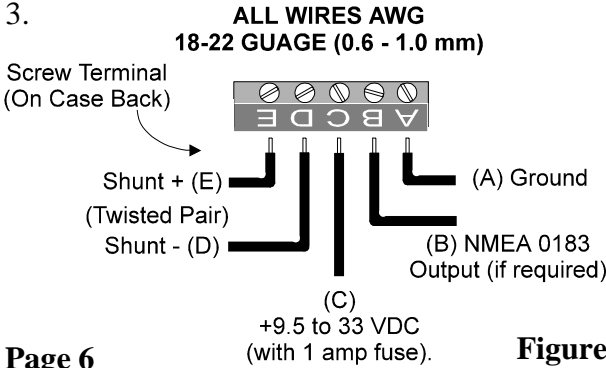 3.
ALL WIRES AWG
18-22 GUAGE (0.6 - 1.0 mm)
Screw Terminal
(On Case Back)
E D C B A
Shunt + (E)
(Twisted Pair)
Shunt - (D)
(A) Ground
(B) NMEA 0183
Output (if required)
(C)
+9.5 to 33 VDC
(with 1 amp fuse).
Page 6
Figure